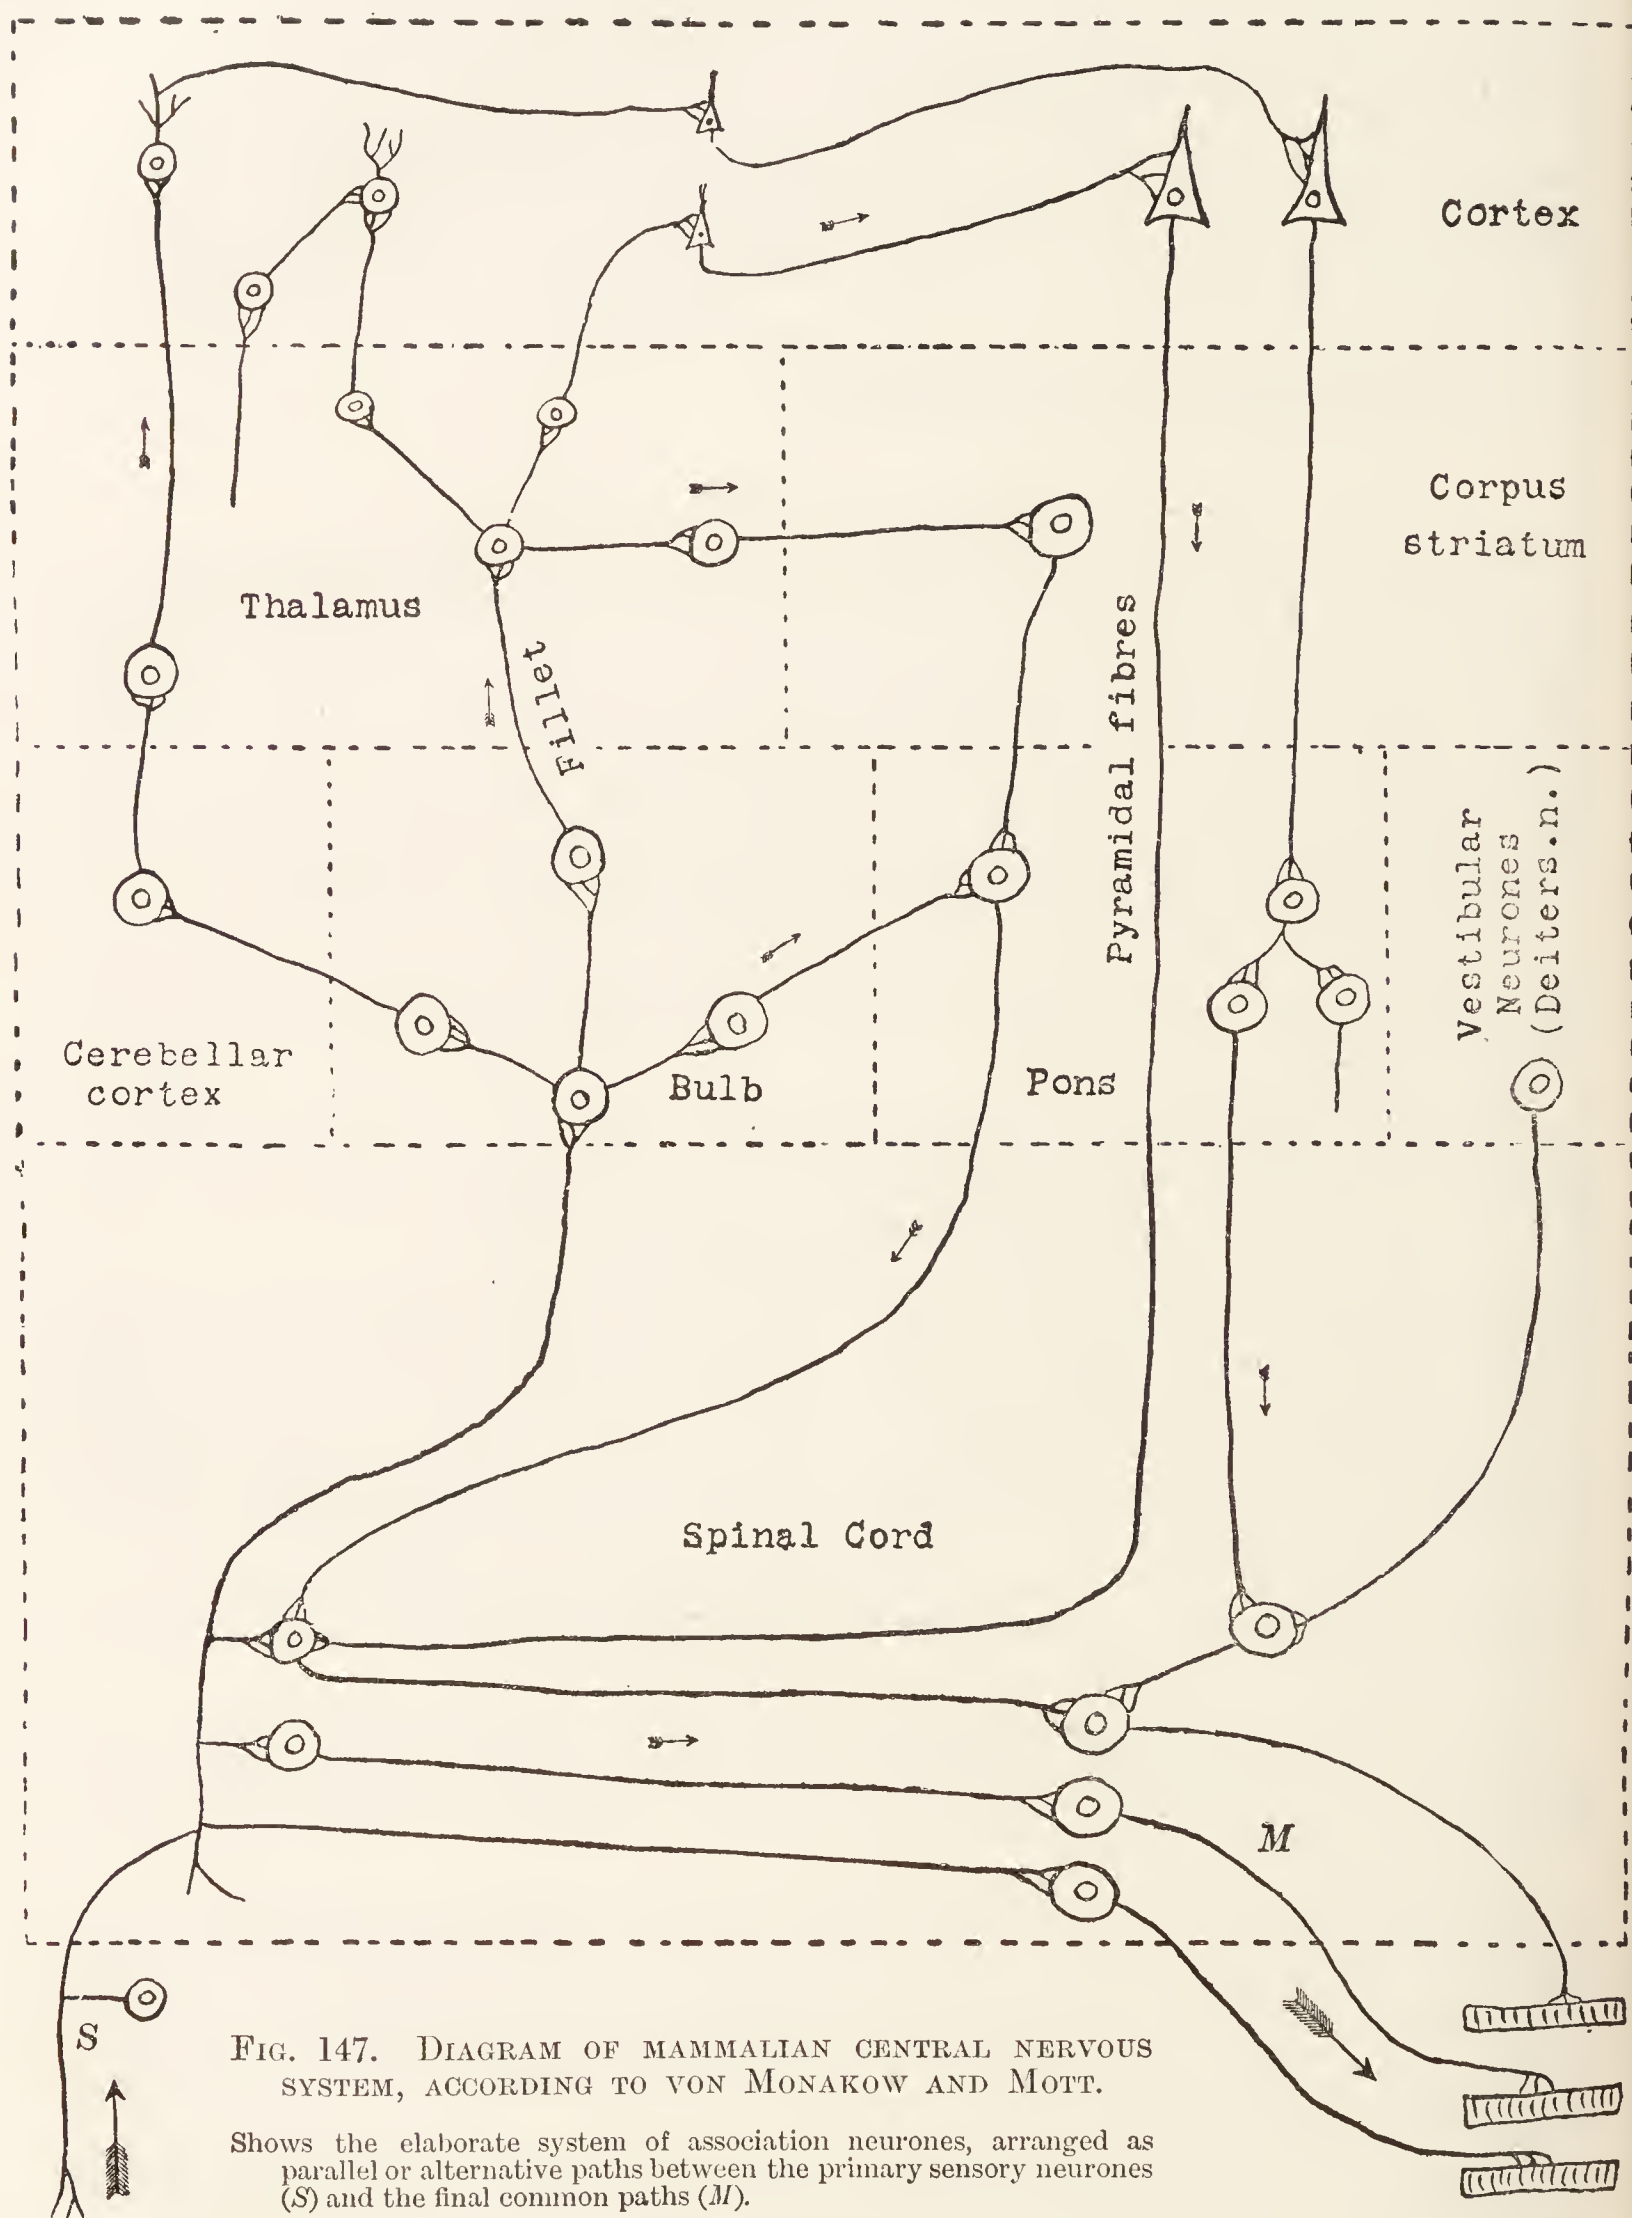 Cortex
Corpus
striatum
Thalamus
Fillet
Pyramidal fibres
Vestibular
Neurones
(Deiters.n.)
Cerebellar
cortex
Bulb
Pons
Spinal Cord
M
S
FIG. 147. DIAGRAM OF MAMMALIAN CENTRAL NERVOUS
SYSTEM, ACCORDING TO VON MONAKOW AND MOTT.
Shows the elaborate system of association neurones, arranged as
parallel or alternative paths between the primary sensory neurones
(S) and the final common paths (M).